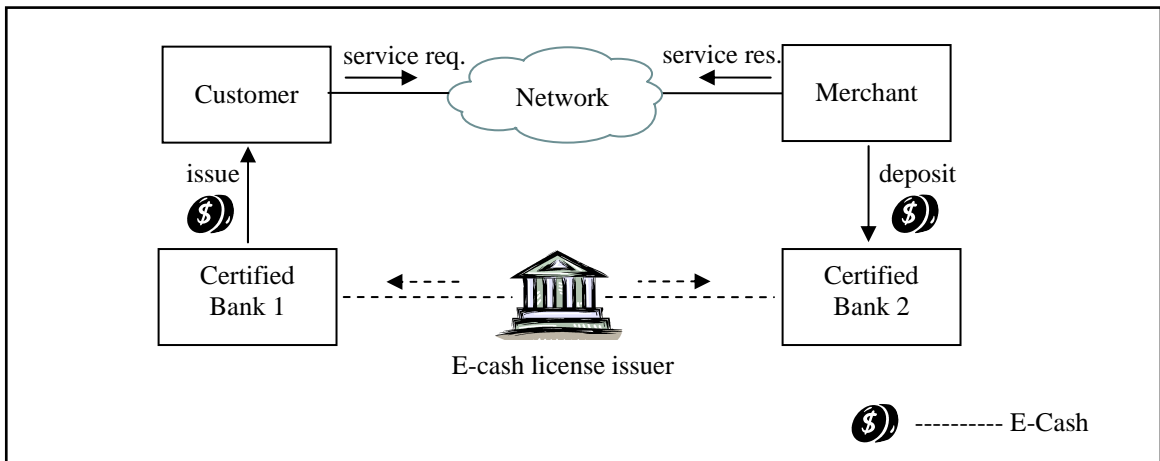 service req.
service res.
Customer
Network
Merchant
issue
deposit
$
$
Certified
Bank 1
Certified
Bank 2
E-cash license issuer
$
E-Cash